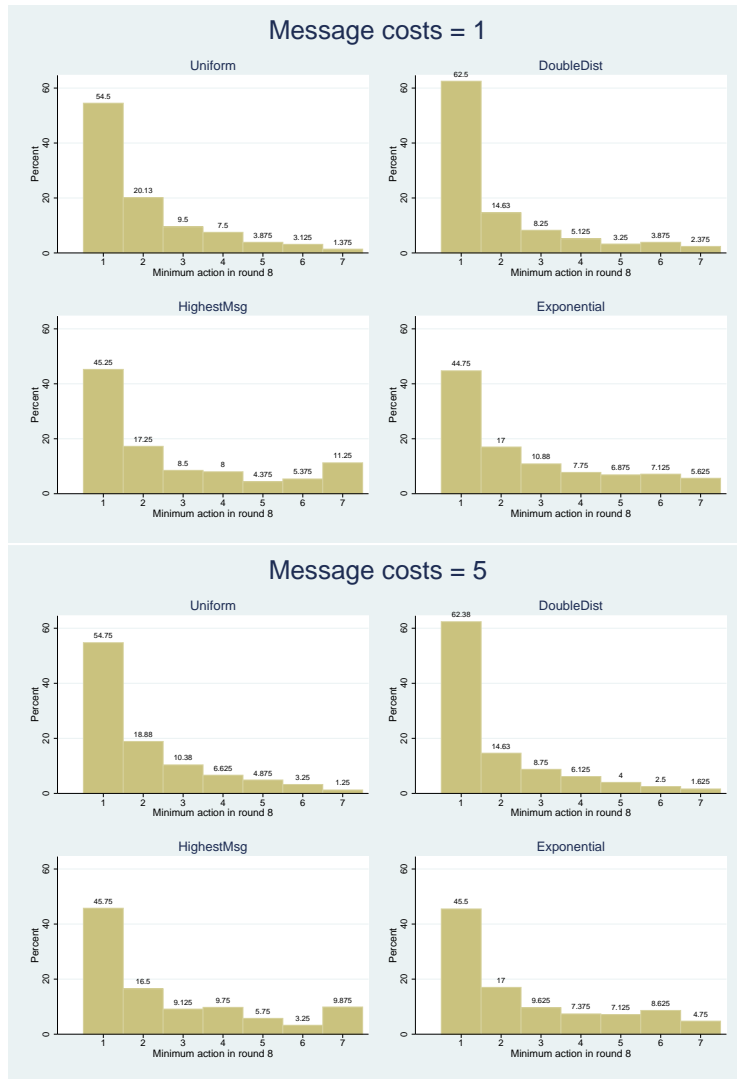 Message costs = 1
Uniform
Percent
0 20 40 60
54.5 20.13 9.5 7.5 3.875 3.125 1.375
1 2 3 4 5 6 7
Minimum action in round 8
DoubleDist
Percent
0 20 40 60
62.5 14.63 8.25 5.125 3.25 3.875 2.375
1 2 3 4 5 6 7
Minimum action in round 8
HighestMsg
Percent
0 20 40 60
45.25 17.25 8.5 8 4.375 5.375 11.25
1 2 3 4 5 6 7
Minimum action in round 8
Exponential
Percent
0 20 40 60
44.75 17 10.88 7.75 6.875 7.125 5.625
1 2 3 4 5 6 7
Minimum action in round 8
Message costs = 5
Uniform
Percent
0 20 40 60
54.75 18.88 10.38 6.625 4.875 3.25 1.25
1 2 3 4 5 6 7
Minimum action in round 8
DoubleDist
Percent
0 20 40 60
62.38 14.63 8.75 6.125 4 2.5 1.625
1 2 3 4 5 6 7
Minimum action in round 8
HighestMsg
Percent
0 20 40 60
45.75 16.5 9.125 9.75 5.75 3.25 9.875
1 2 3 4 5 6 7
Minimum action in round 8
Exponential
Percent
0 20 40 60
45.5 17 9.625 7.375 7.125 8.625 4.75
1 2 3 4 5 6 7
Minimum action in round 8